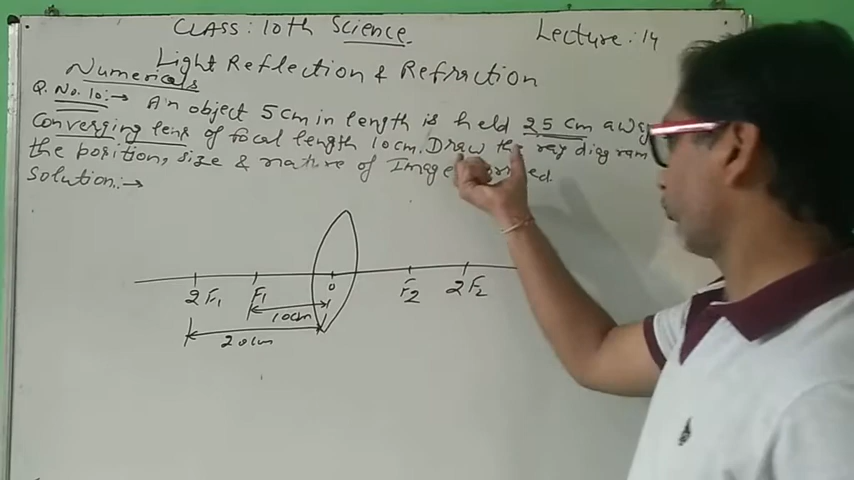 CLASS: 10th Science
Lecture: 14
Light Reflection & Refraction
Numericals
Q. No. 10:→ An object 5cm in length is held 25 cm away
Converging lens of focal length 10cm. Draw the ray diagram
the position, size & nature of Image formed.
Solution:→
2F1 F1 O F2 2F2
10cm
20cm